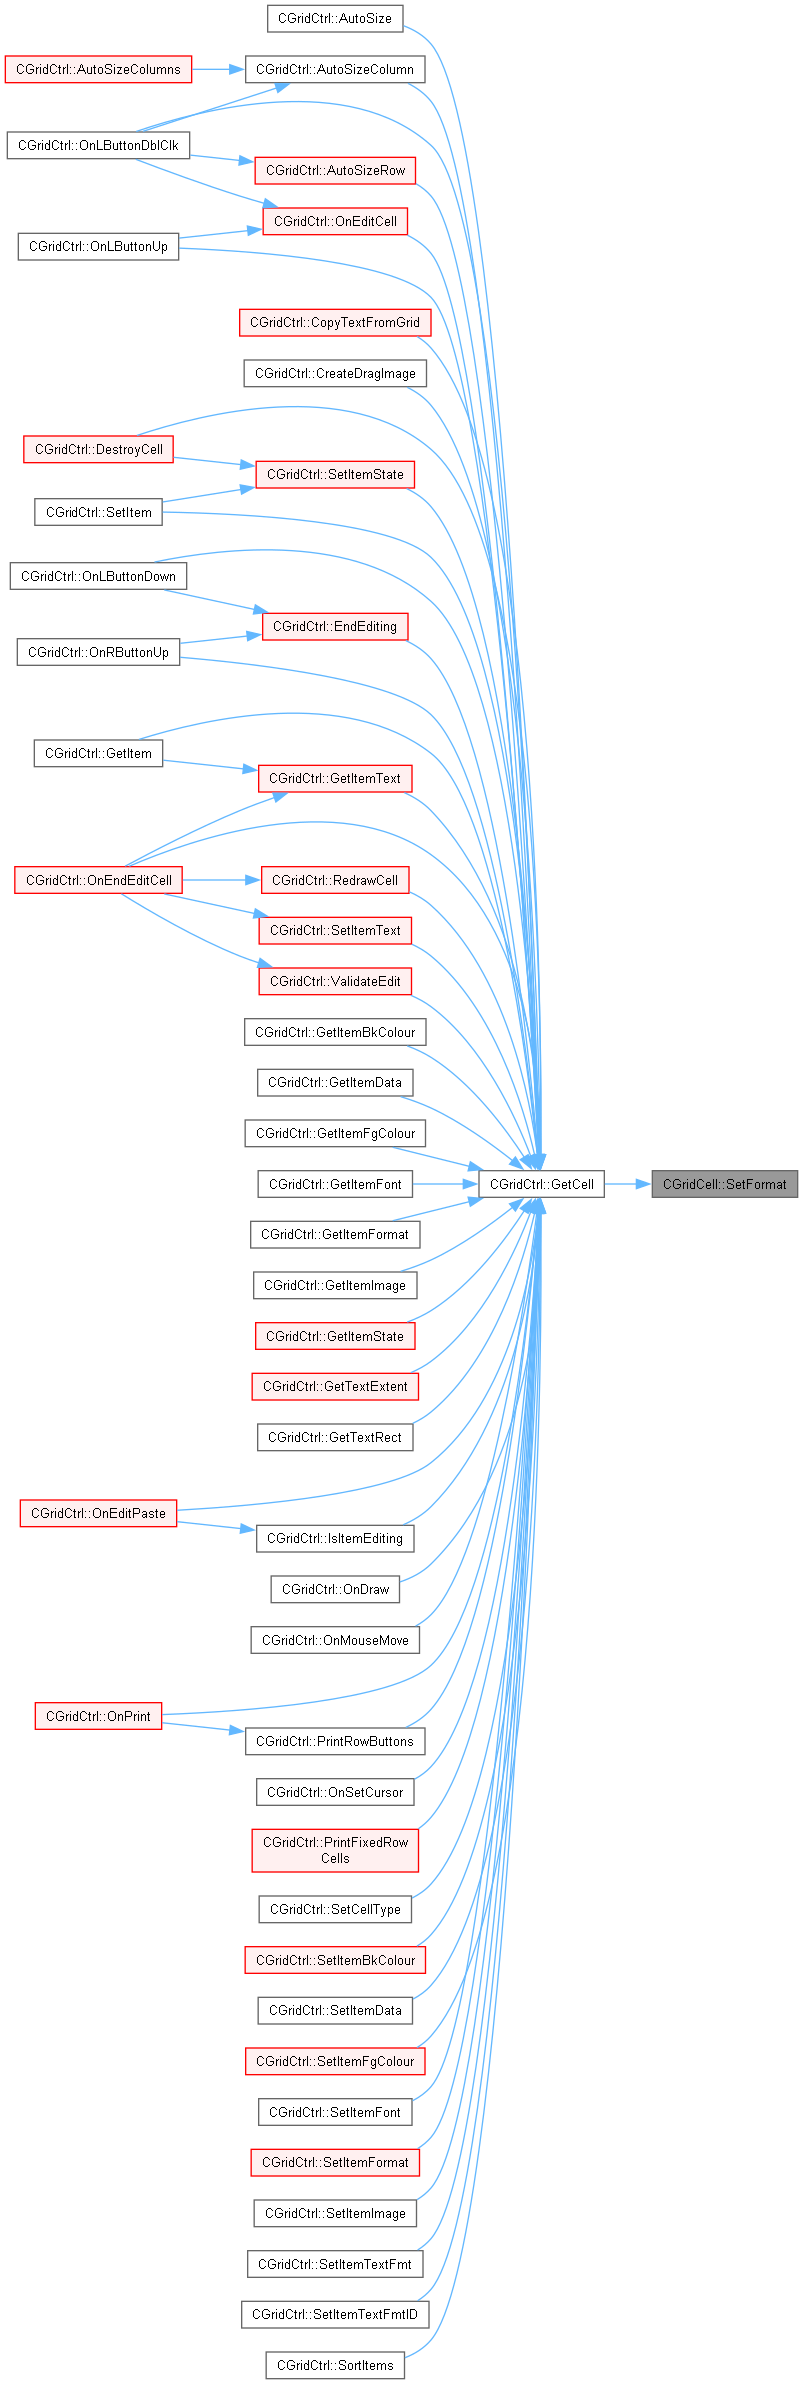 CGridCtrl::AutoSize
CGridCtrl::AutoSizeColumns
CGridCtrl::AutoSizeColumn
CGridCtrl::OnLButtonDblClk
CGridCtrl::AutoSizeRow
CGridCtrl::OnEditCell
CGridCtrl::OnLButtonUp
CGridCtrl::CopyTextFromGrid
CGridCtrl::CreateDragImage
CGridCtrl::DestroyCell
CGridCtrl::SetItemState
CGridCtrl::SetItem
CGridCtrl::OnLButtonDown
CGridCtrl::EndEditing
CGridCtrl::OnRButtonUp
CGridCtrl::GetItem
CGridCtrl::GetItemText
CGridCtrl::OnEndEditCell
CGridCtrl::RedrawCell
CGridCtrl::SetItemText
CGridCtrl::ValidateEdit
CGridCtrl::GetItemBkColour
CGridCtrl::GetItemData
CGridCtrl::GetItemFgColour
CGridCtrl::GetItemFont
CGridCtrl::GetCell
CGridCell::SetFormat
CGridCtrl::GetItemFormat
CGridCtrl::GetItemImage
CGridCtrl::GetItemState
CGridCtrl::GetTextExtent
CGridCtrl::GetTextRect
CGridCtrl::OnEditPaste
CGridCtrl::IsItemEditing
CGridCtrl::OnDraw
CGridCtrl::OnMouseMove
CGridCtrl::OnPrint
CGridCtrl::PrintRowButtons
CGridCtrl::OnSetCursor
CGridCtrl::PrintFixedRow
Cells
CGridCtrl::SetCellType
CGridCtrl::SetItemBkColour
CGridCtrl::SetItemData
CGridCtrl::SetItemFgColour
CGridCtrl::SetItemFont
CGridCtrl::SetItemFormat
CGridCtrl::SetItemImage
CGridCtrl::SetItemTextFmt
CGridCtrl::SetItemTextFmtID
CGridCtrl::SortItems